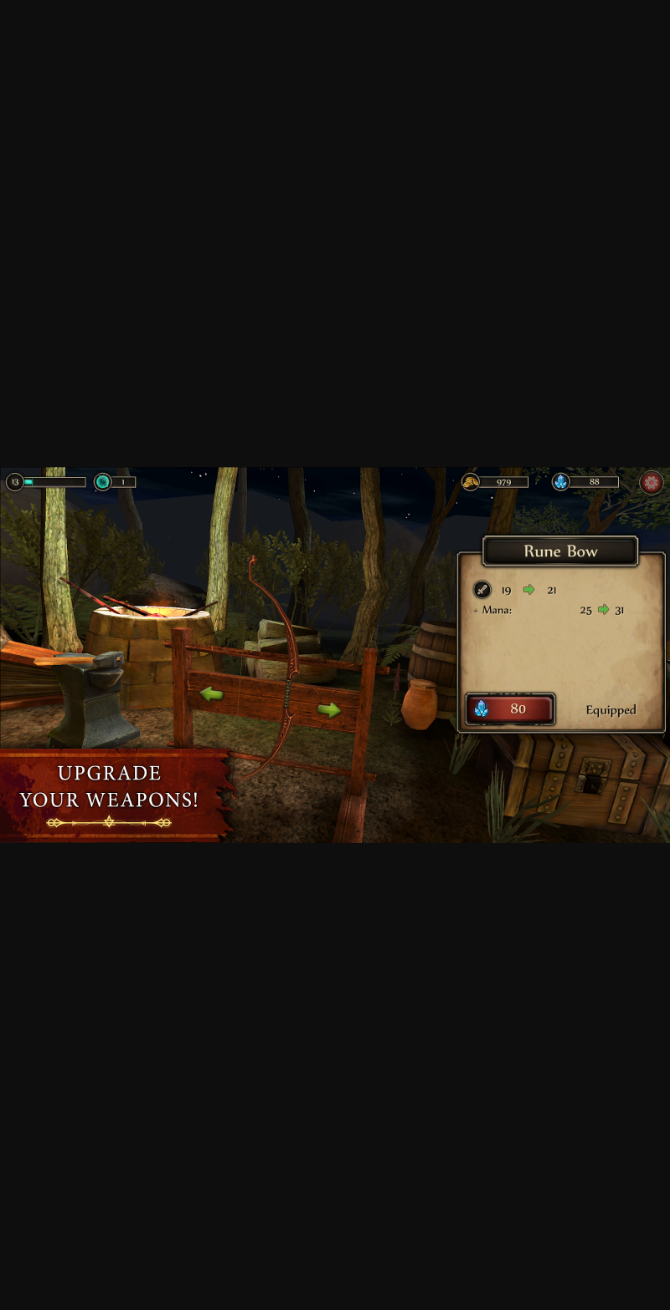 13
1
979
88
Rune Bow
19 21
+ Mana: 25 31
80
Equipped
UPGRADE
YOUR WEAPONS!